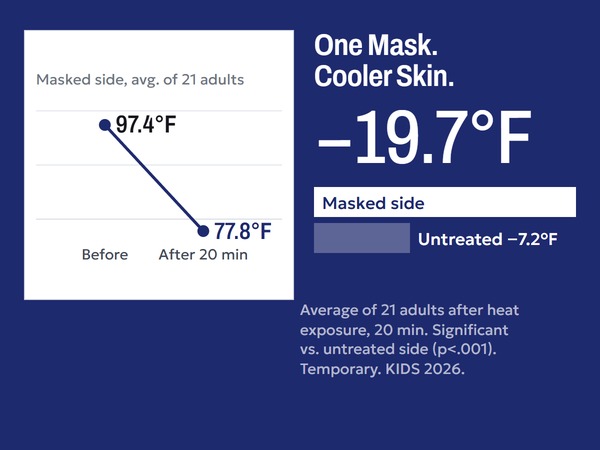 Masked side, avg. of 21 adults
97.4°F
77.8°F
Before After 20 min
One Mask.
Cooler Skin.
–19.7°F
Masked side
Untreated –7.2°F
Average of 21 adults after heat
exposure, 20 min. Significant
vs. untreated side (p<.001).
Temporary. KIDS 2026.